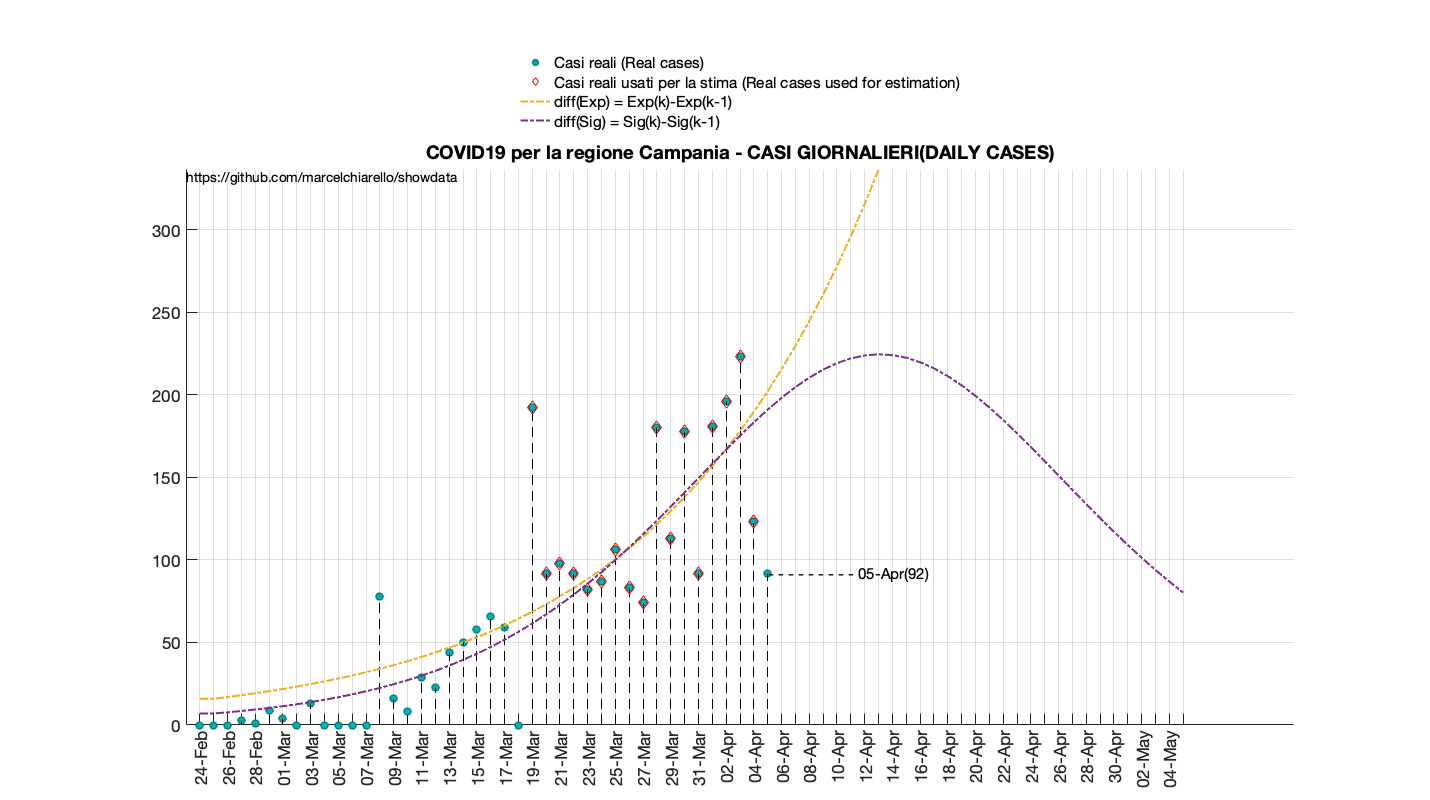 Casi reali (Real cases)
Casi reali usati per la stima (Real cases used for estimation)
diff(Exp) = Exp(k)-Exp(k-1)
diff(Sig) = Sig(k)-Sig(k-1)
COVID19 per la regione Campania - CASI GIORNALIERI(DAILY CASES)
https://github.com/marcelchiarello/showdata
300
250
200
150
100
50
0
05-Apr(92)
24-Feb
26-Feb
28-Feb
01-Mar
03-Mar
05-Mar
07-Mar
09-Mar
11-Mar
13-Mar
15-Mar
17-Mar
19-Mar
21-Mar
23-Mar
25-Mar
27-Mar
29-Mar
31-Mar
02-Apr
04-Apr
06-Apr
08-Apr
10-Apr
12-Apr
14-Apr
16-Apr
18-Apr
20-Apr
22-Apr
24-Apr
26-Apr
28-Apr
30-Apr
02-May
04-May